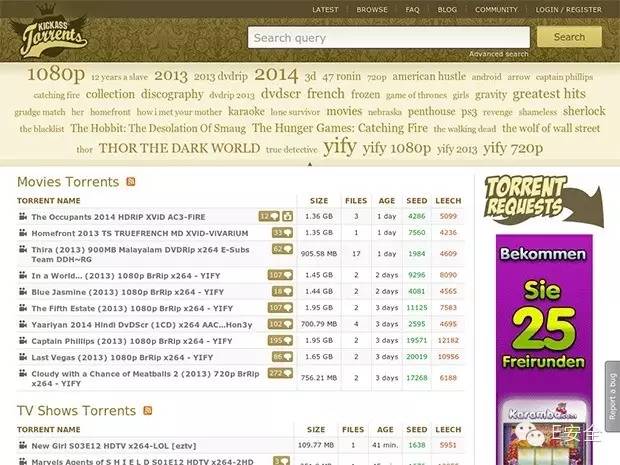 LATEST BROWSE FAQ BLOG COMMUNITY KARMA / REGISTER
KICKASS
Torrents
Search query Search
Advanced search
1080p 12 years a slave 2013 2013 dvdrip 2014 3d 47 ronin 720p american hustle android arrow captain phillips
catching fire collection discography dvdrip 2013 dvdscr french frozen game of thrones girls gravity greatest hits
grudge match her homefront how i met your mother karaoke lone survivor movies nebraska penthouse ps3 revenge shameless sherlock
the blacklist The Hobbit: The Desolation Of Smaug The Hunger Games: Catching Fire the walking dead the wolf of wall street
thor THOR THE DARK WORLD true detective yify yify 1080p yify 2013 yify 720p
Movies Torrents
TORRENT NAME SIZE FILES AGE SEED LEECH
The Occupants 2014 HDRIP XViD AC3-FiRE 12 1.36 GB 3 1 day 4286 5099
Homefront 2013 TS TRUEFRENCH MD XViD-ViVARiUM 33 1.35 GB 1 1 day 7560 4236
Thira (2013) 900MB Malayalam DVDRip x264 E-Subs 62
Team DDH~RG 905.58 MB 17 1 day 1984 4609
In a World... (2013) 1080p BrRip x264 - YIFY 107 1.45 GB 2 2 days 9296 8090
Blue Jasmine (2013) 1080p BrRip x264 - YIFY 18 1.44 GB 2 2 days 4081 4565
The Fifth Estate (2013) 1080p BrRip x264 - YIFY 107 1.95 GB 2 3 days 11125 7583
Yaariyan 2014 Hindi DvDScr (1CD) x264 AAC...Hon3y 102 700.79 MB 4 3 days 2595 4695
Captain Phillips (2013) 1080p BrRip x264 - YIFY 195 1.95 GB 2 3 days 19571 12182
Last Vegas (2013) 1080p BrRip x264 - YIFY 86 1.65 GB 2 3 days 20019 10956
Cloudy with a Chance of Meatballs 2 (2013) 720p BrRip 272
x264 - YIFY 756.21 MB 2 3 days 17268 6188
TV Shows Torrents
TORRENT NAME SIZE FILES AGE SEED LEECH
New Girl S03E12 HDTV x264-LOL [eztv] 109.77 MB 1 41 min. 1638 5951
Marvels Agents of S H I E L D S01E12 HDTV x264-2HD 3
TORRENT
REQUESTS
Bekommen
Sie
25
Freirunden
Karamba.com
Report a bug
E安全